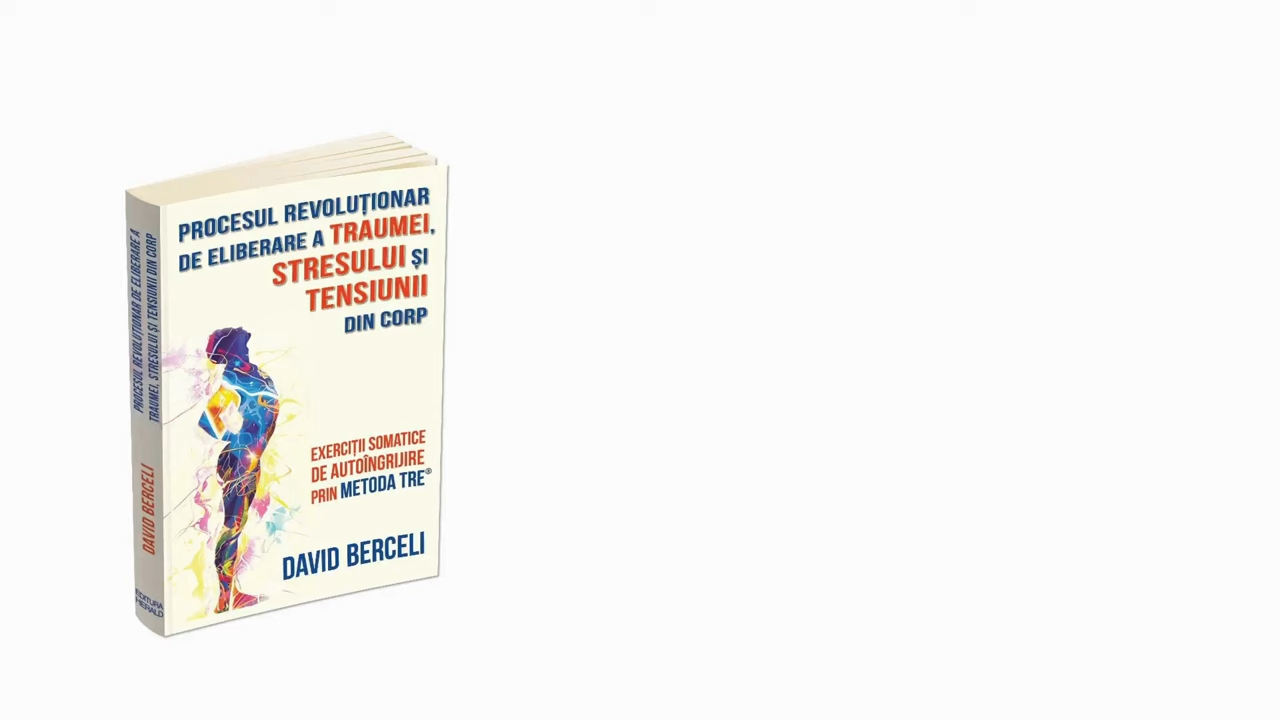 PROCESUL REVOLUȚIONAR
DE ELIBERARE A TRAUMEI,
STRESULUI ȘI
TENSIUNII
DIN CORP
EXERCIȚII SOMATICE
DE AUTOÎNGRIJIRE
PRIN METODA TRE®
DAVID BERCELI
PROCESUL REVOLUȚIONAR DE ELIBERARE A
TRAUMEI, STRESULUI ȘI TENSIUNII DIN CORP
DAVID BERCELI
EDITURA
HERALD